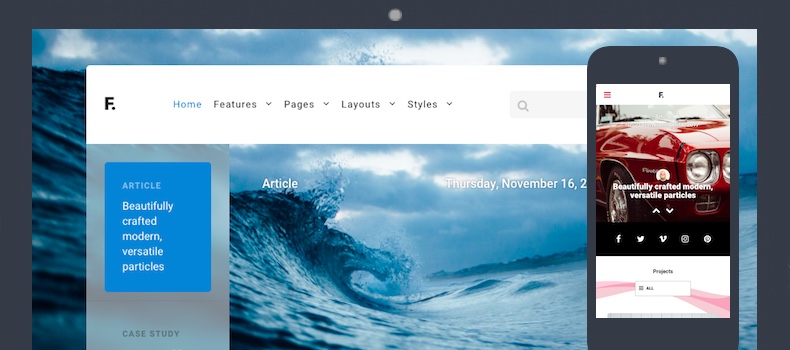 F.
Home Features Pages Layouts Styles
ARTICLE
Beautifully
crafted
modern,
versatile
particles
CASE STUDY
Article
Thursday, November 16, 2
F.
Beautifully crafted modern,
versatile particles
Projects
ALL